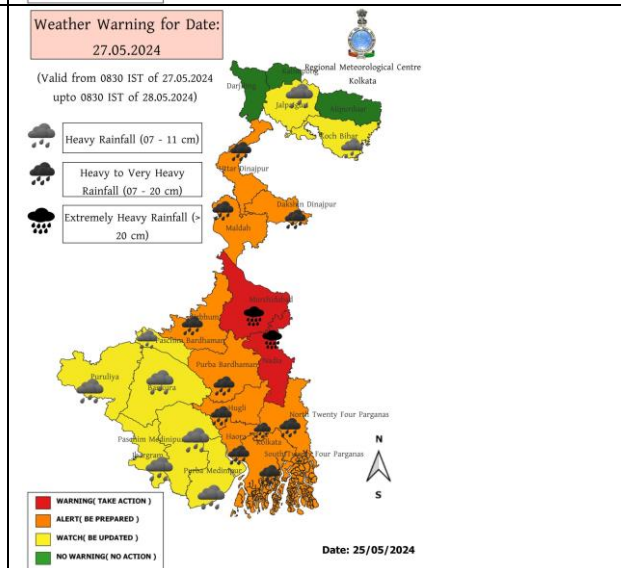 Weather Warning for Date:
27.05.2024
(Valid from 0830 IST of 27.05.2024
upto 0830 IST of 28.05.2024)
Regional Meteorological Centre
Kolkata
Heavy Rainfall (07 - 11 cm)
Heavy to Very Heavy
Rainfall (07 - 20 cm)
Extremely Heavy Rainfall (>
20 cm)
Darjiling
Jalpaiguri
Koch Bihar
Uttar Dinajpur
Dakshin Dinajpur
Maldah
Murshidabad
Paschim Bardhaman
Nadia
Purba Bardhaman
Puruliya
Bankura
Hugli
North Twenty Four Parganas
Paschim Medinipur
Haora
Kolkata
Jhargram
South Twenty Four Parganas
Purba Medinipur
N
S
WARNING( TAKE ACTION )
ALERT( BE PREPARED )
WATCH( BE UPDATED )
NO WARNING( NO ACTION )
Date: 25/05/2024